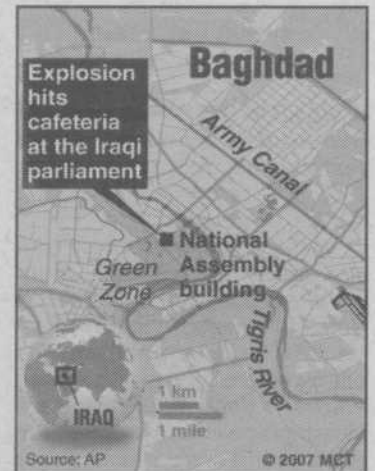 Baghdad
Explosion
hits
cafeteria
at the Iraqi
parliament
Army Canal
National
Assembly
building
Green
Zone
Tigris River
IRAQ
1 km
1 mile
Source: AP
© 2007 MCT